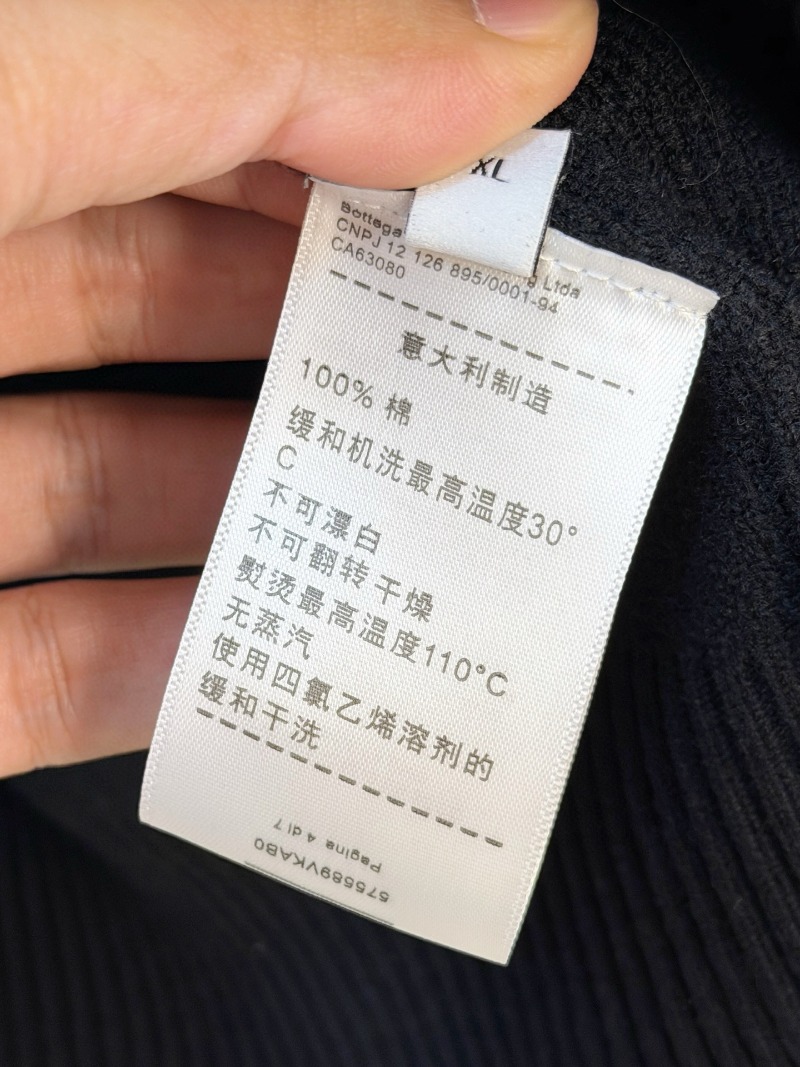 XL
Bottega
g Ltda
CNPJ 12 126 895/0001-94
CA63080
意大利制造
100% 棉
缓和机洗最高温度30°
C
不可漂白
不可翻转干燥
熨烫最高温度110°C
无蒸汽
使用四氯乙烯溶剂的
缓和干洗
Pagina 4 di 7
575589VKAB0